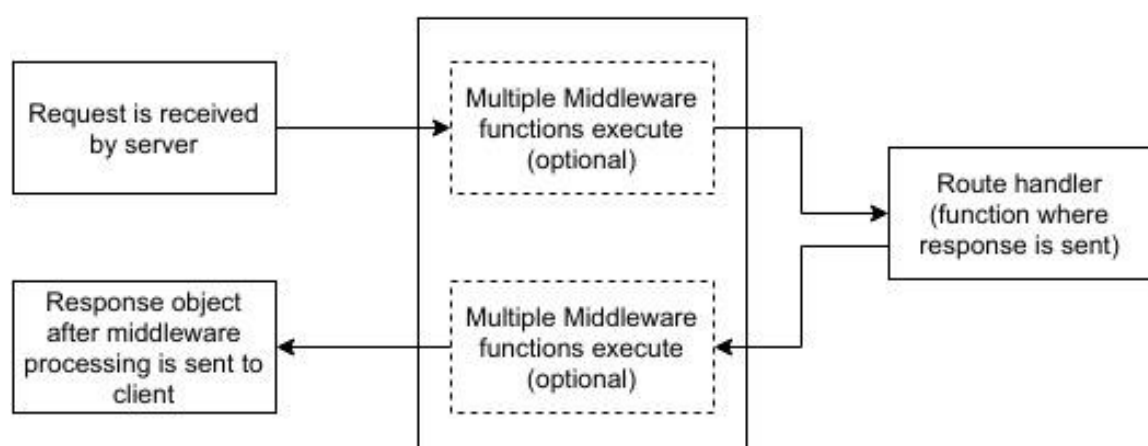 Request is received
by server
Multiple Middleware
functions execute
(optional)
Route handler
(function where
response is sent)
Response object
after middleware
processing is sent to
client
Multiple Middleware
functions execute
(optional)